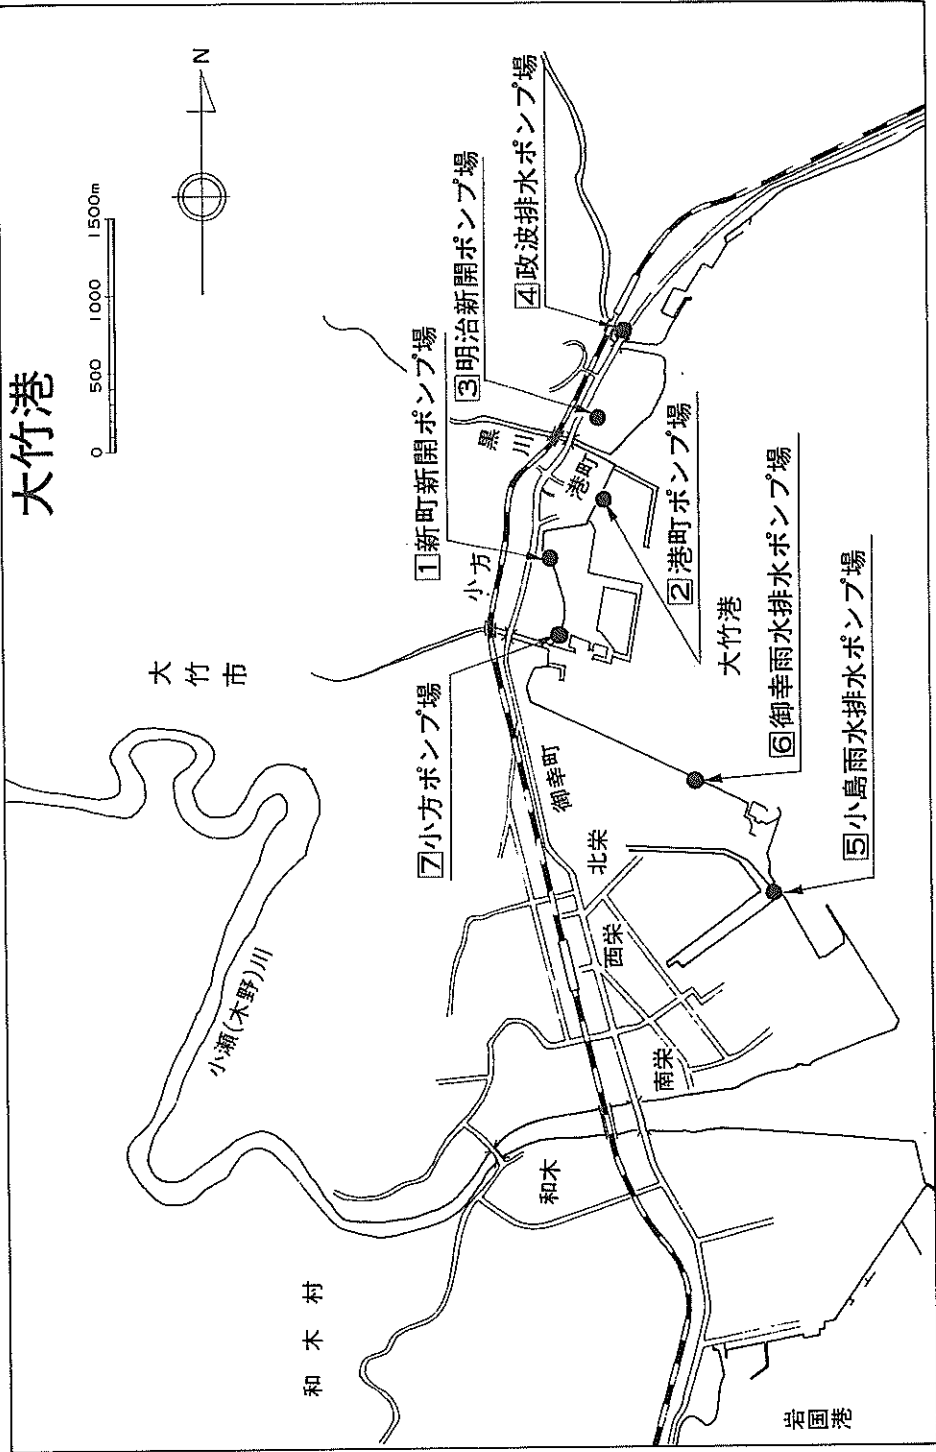 大竹港
0 500 1000 1500m
N
1新町新開ポンプ場
3明治新開ポンプ場
4政波排水ポンプ場
黒川
港町
小方
大竹市
2港町ポンプ場
大竹港
6御幸雨水排水ポンプ場
5小島雨水排水ポンプ場
7小方ポンプ場
御幸町
北栄
西栄
南栄
小瀬(木野)川
和木
和木村
岩国港